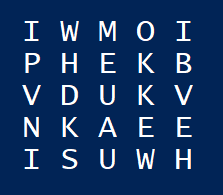 I W M O I
P H E K B
V D U K V
N K A E E
I S U W H